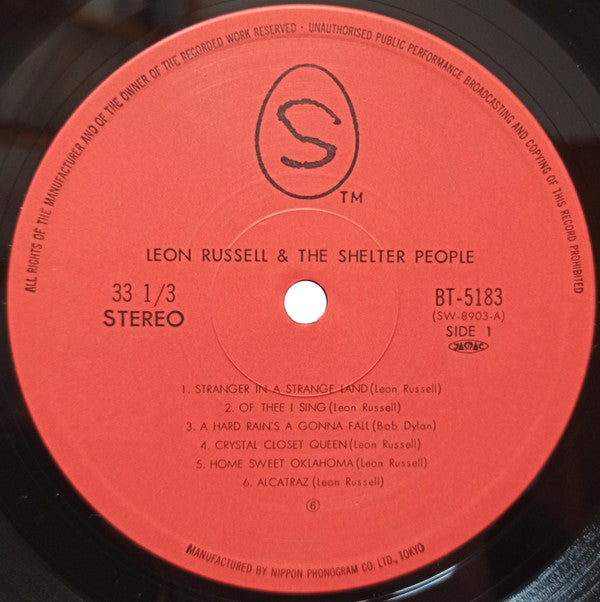 ALL RIGHTS OF THE MANUFACTURER AND OF THE OWNER OF THE RECORDED WORK RESERVED · UNAUTHORISED PUBLIC PERFORMANCE BROADCASTING AND COPYING OF THIS RECORD PROHIBITED
S
TM
LEON RUSSELL & THE SHELTER PEOPLE
33 1/3
STEREO
BT-5183
(SW-8903-A)
SIDE 1
JASRAC
1. STRANGER IN A STRANGE LAND (Leon Russell)
2. OF THEE I SING (Leon Russell)
3. A HARD RAIN'S A GONNA FALL (Bob Dylan)
4. CRYSTAL CLOSET QUEEN (Leon Russell)
5. HOME SWEET OKLAHOMA (Leon Russell)
6. ALCATRAZ (Leon Russell)
⑥
MANUFACTURED BY NIPPON PHONOGRAM CO. LTD., TOKYO